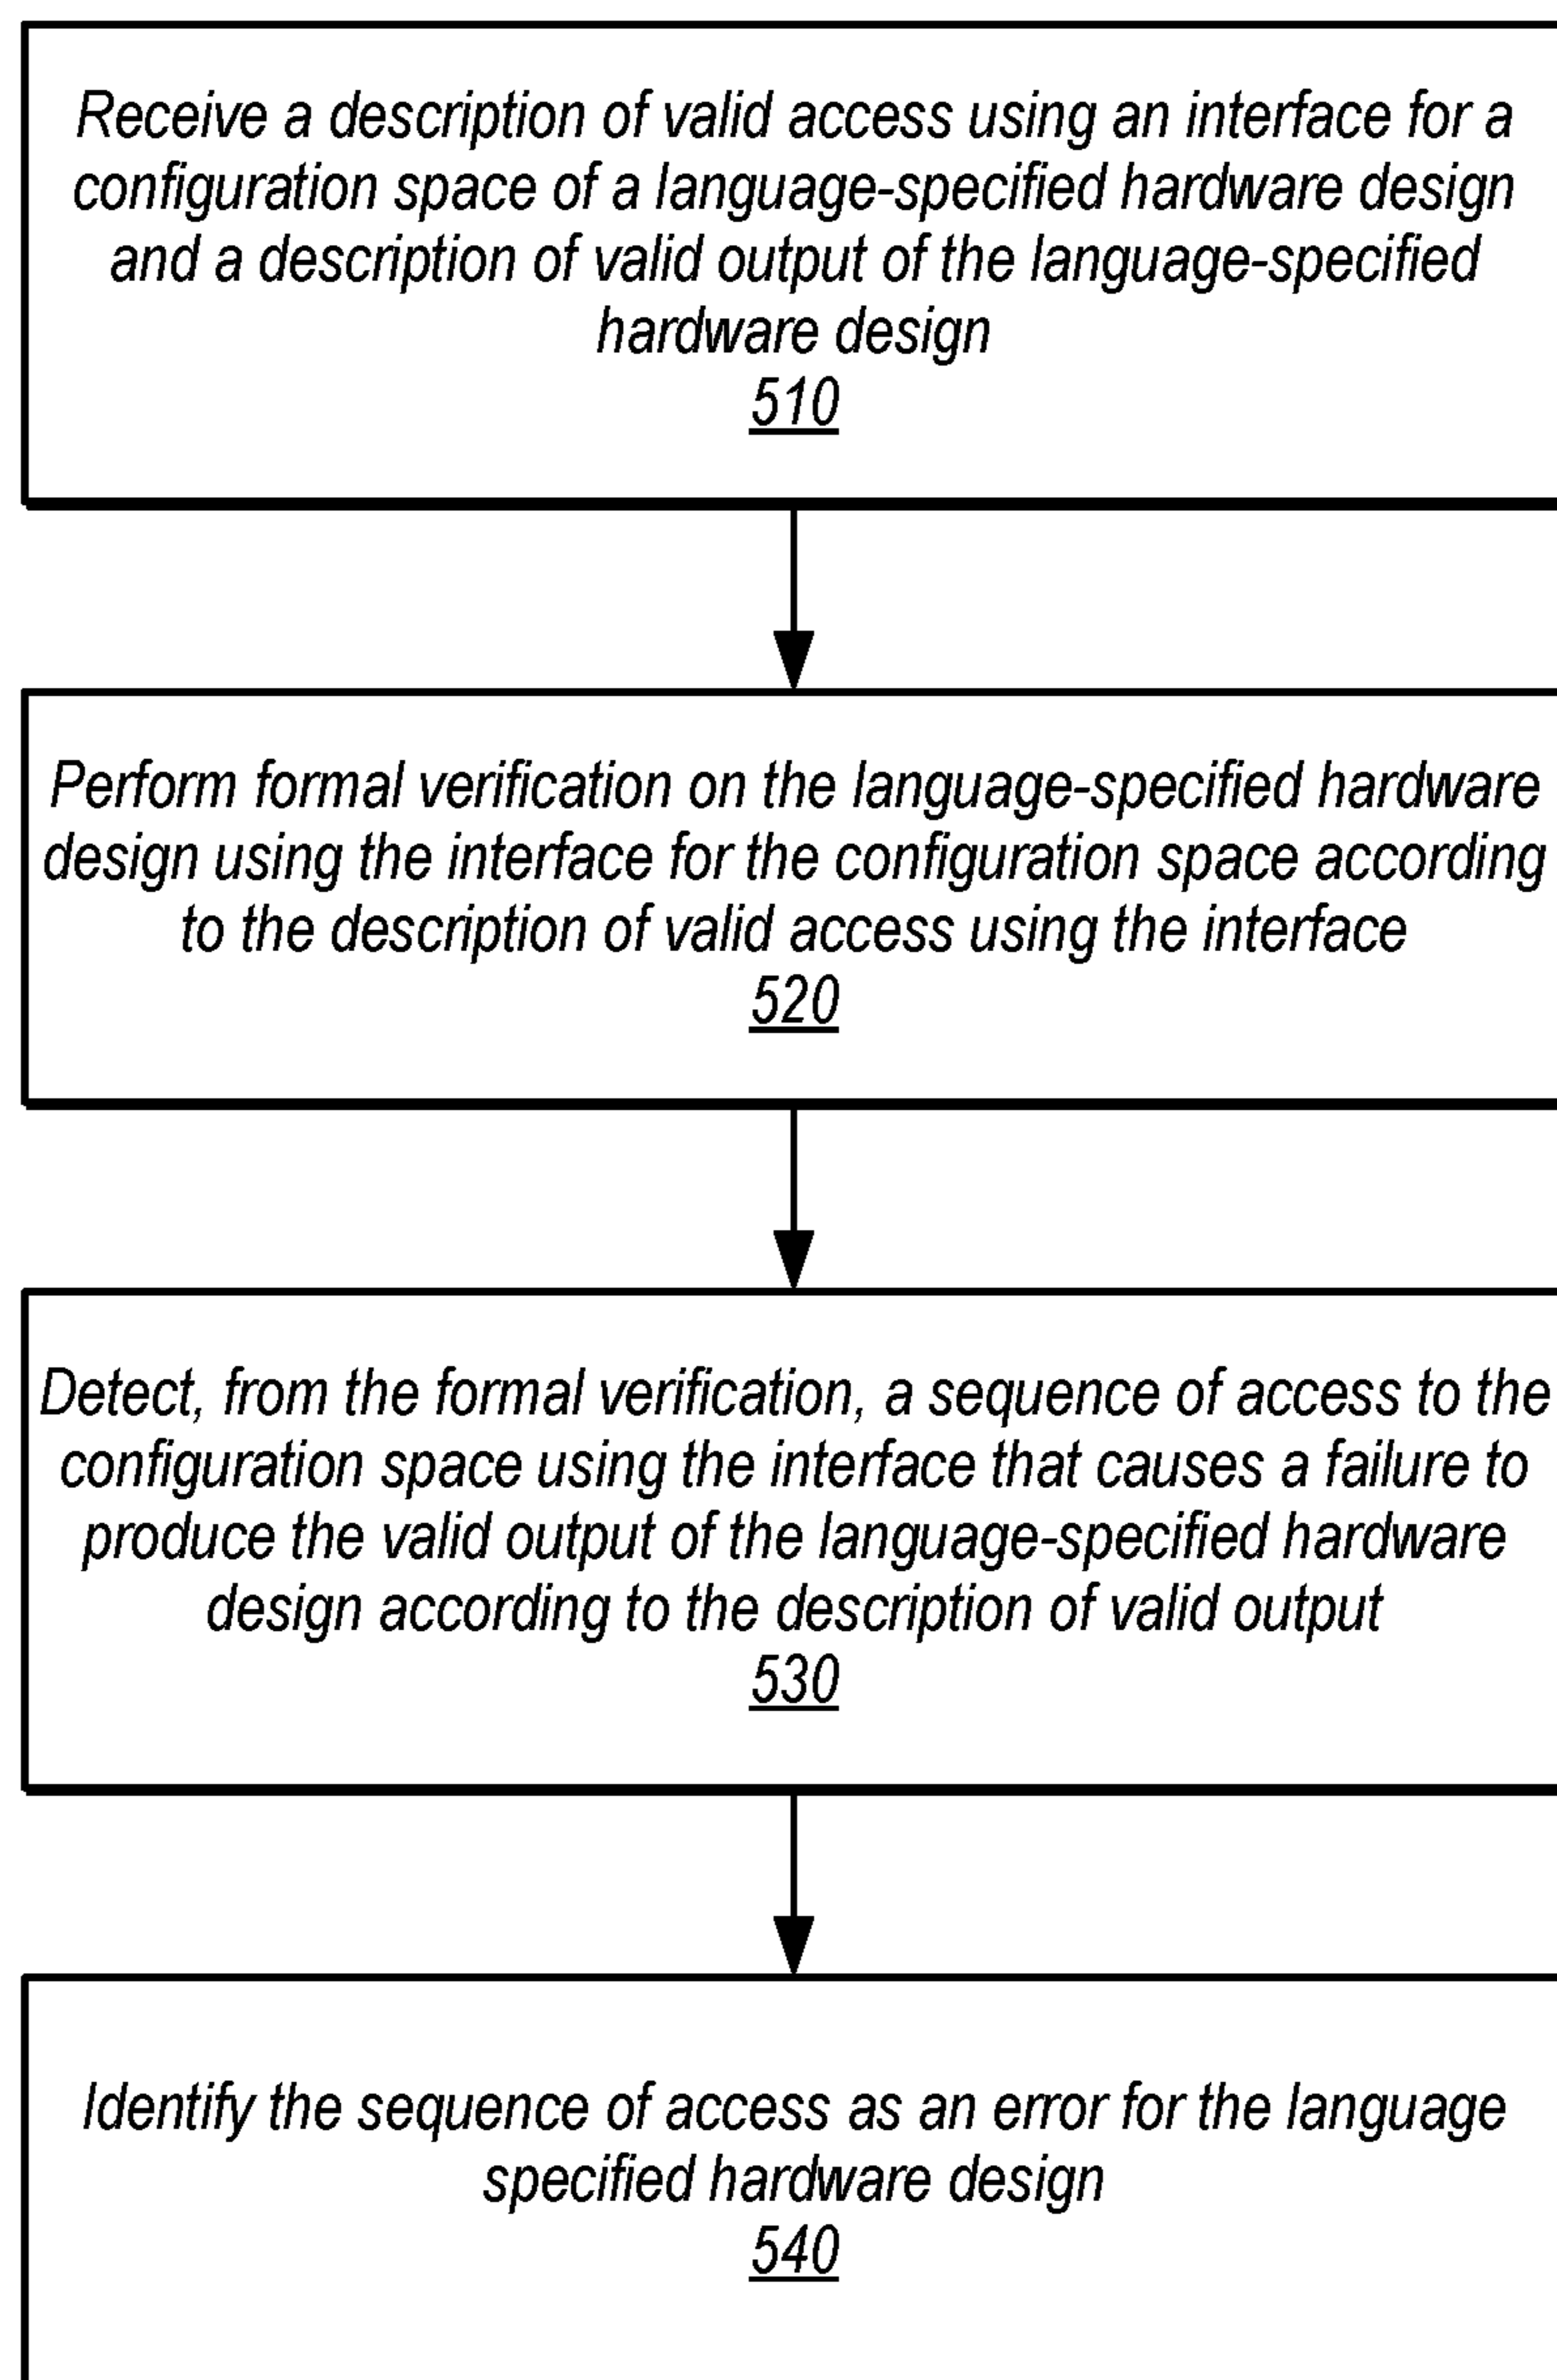 Receive a description of valid access using an interface for a
configuration space of a language-specified hardware design
and a description of valid output of the language-specified
hardware design
510
Perform formal verification on the language-specified hardware
design using the interface for the configuration space according
to the description of valid access using the interface
520
Detect, from the formal verification, a sequence of access to the
configuration space using the interface that causes a failure to
produce the valid output of the language-specified hardware
design according to the description of valid output
530
Identify the sequence of access as an error for the language
specified hardware design
540